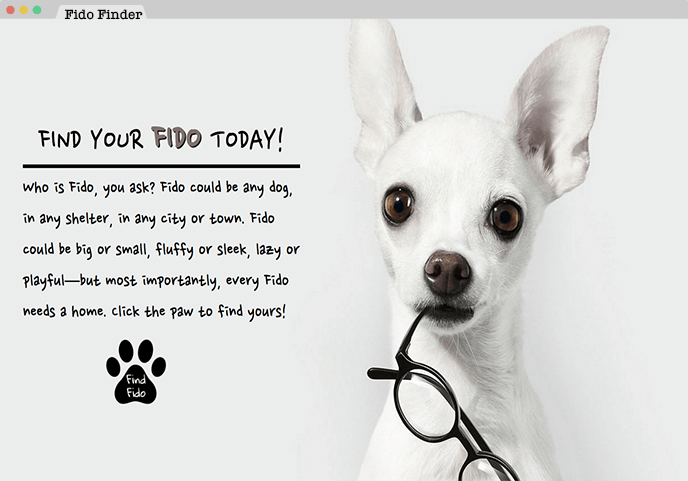 Fido Finder
FIND YOUR FIDO TODAY!
Who is Fido, you ask? Fido could be any dog,
in any shelter, in any city or town. Fido
could be big or small, fluffy or sleek, lazy or
playful—but most importantly, every Fido
needs a home. Click the paw to find yours!
Find
Fido